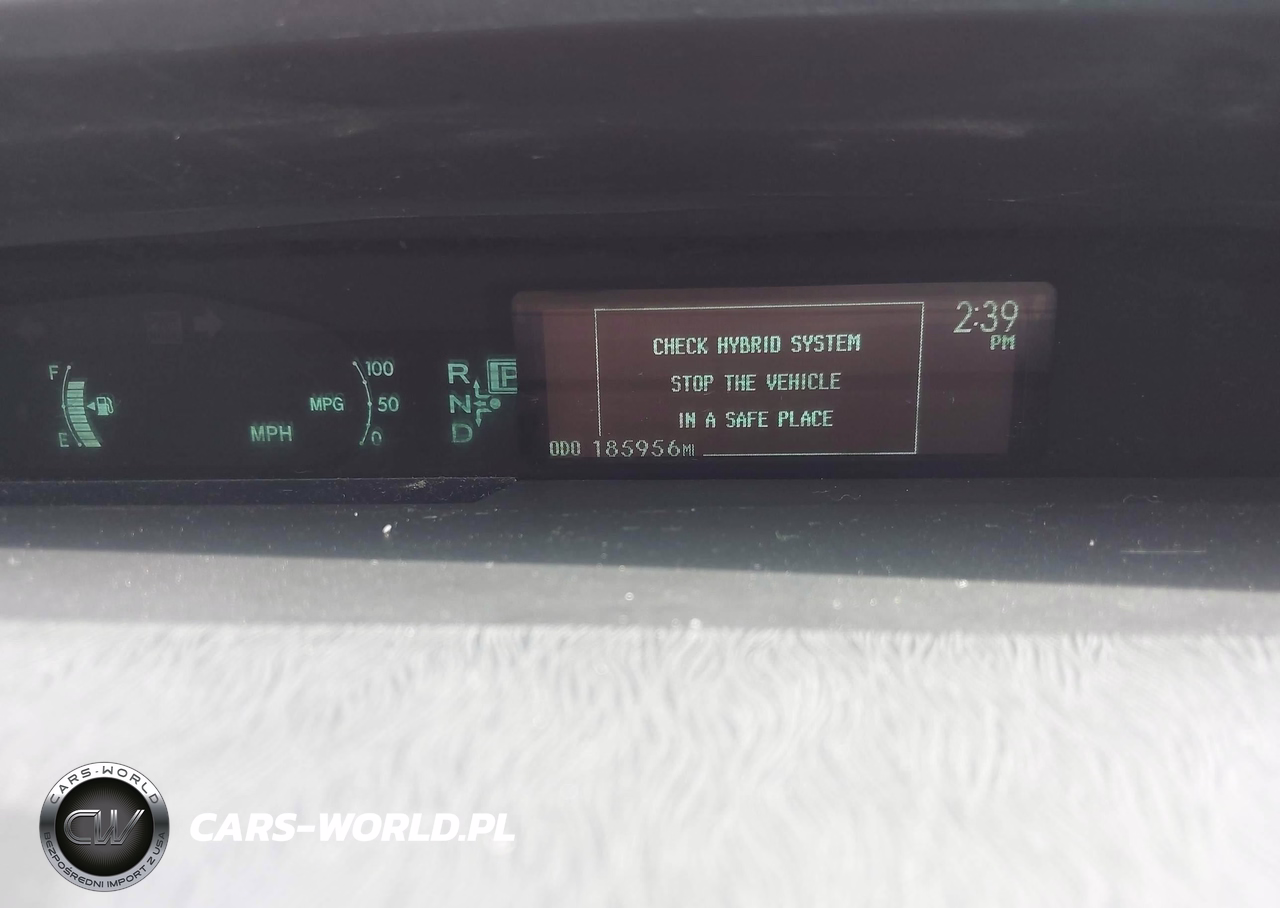 F
E
MPH
MPG
100
50
0
R
N
D
P
CHECK HYBRID SYSTEM
STOP THE VEHICLE
IN A SAFE PLACE
2:39
PM
ODO 185956MI
CARS-WORLD
CW
BEZPOŚREDNI IMPORT Z USA
CARS-WORLD.PL